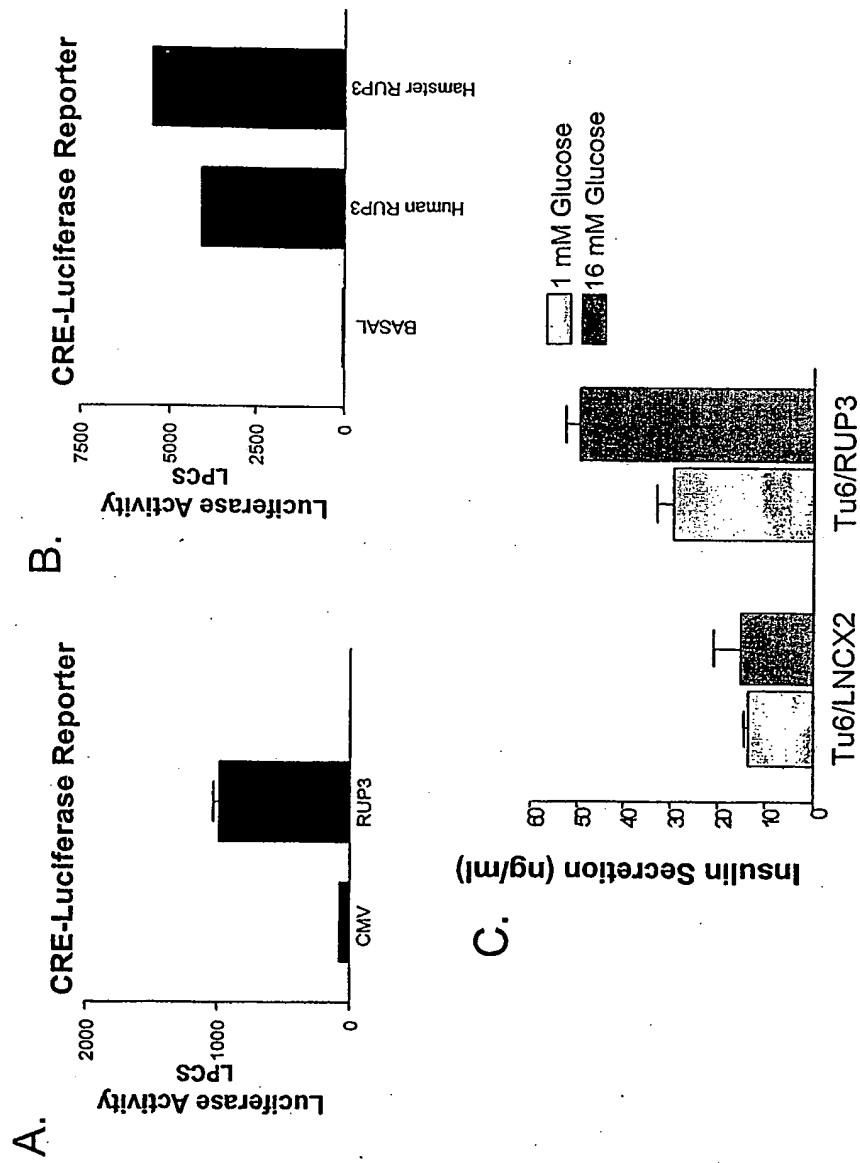 A.
CRE-Luciferase Reporter
Luciferase Activity
LPCS
2000
1000
0
CMV
RUP3
B.
CRE-Luciferase Reporter
Luciferase Activity
LPCS
7500
5000
2500
0
BASAL
Human RUP3
Hamster RUP3
C.
Insulin Secretion (ng/ml)
60
50
40
30
20
10
0
Tu6/LNCX2
Tu6/RUP3
1 mM Glucose
16 mM Glucose